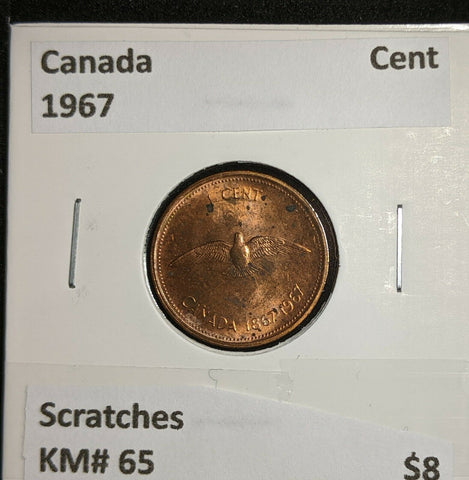 Canada Cent
1967
1 CENT
CANADA 1867 1967
Scratches
KM# 65 $8